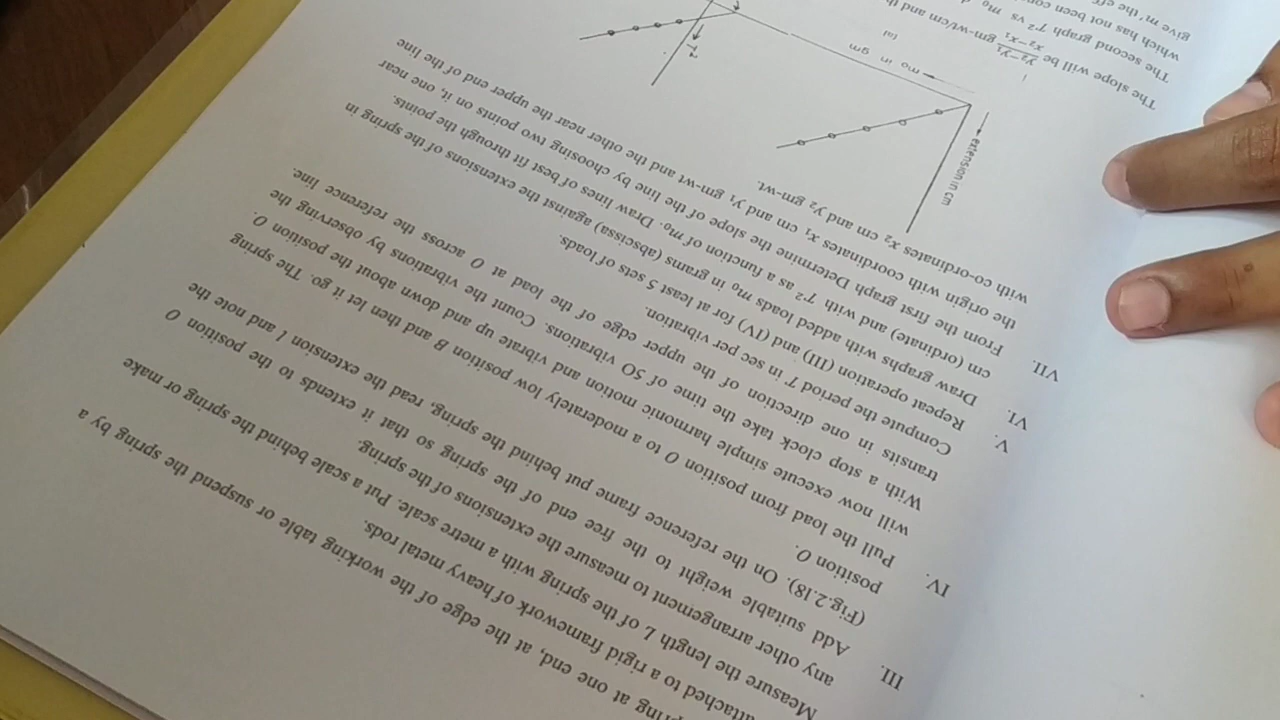 pring at one end, at the edge of the working table or suspend the spring by a
attached to a rigid framework of heavy metal rods.
Measure the length L of the spring with a metre scale. Put a scale behind the spring or make
any other arrangement to measure the extensions of the spring.
III. Add suitable weight to the free end of the spring so that it extends to the position O
(Fig.2.18). On the reference frame put behind the spring, read the extension l and note the
position O.
IV. Pull the load from position O to a moderately low position B and then let it go. The spring
will now execute simple harmonic motion and vibrate up and down about the position O.
With a stop clock take the time of 50 vibrations. Count the vibrations by observing the
transits in one direction of the upper edge of the load at O across the reference line.
Compute the period T in sec per vibration.
V. Repeat operation (III) and (IV) for at least 5 sets of loads.
VI. Draw graphs with added loads m₀ in grams (abscissa) against the extensions of the spring in
cm (ordinate) and with T² as a function of m₀. Draw lines of best fit through the points.
VII. From the first graph Determine the slope of the line by choosing two points on it, one near
the origin with coordinates x₁ cm and y₁ gm-wt and the other near the upper end of the line
with co-ordinates x₂ cm and y₂ gm-wt.
extension in cm
m₀ in gm
T²
(a)
The slope will be y₂−y₁/x₂−x₁ gm-wt/cm and th
The second graph T² vs m₀
which has not been con
give m', the eff